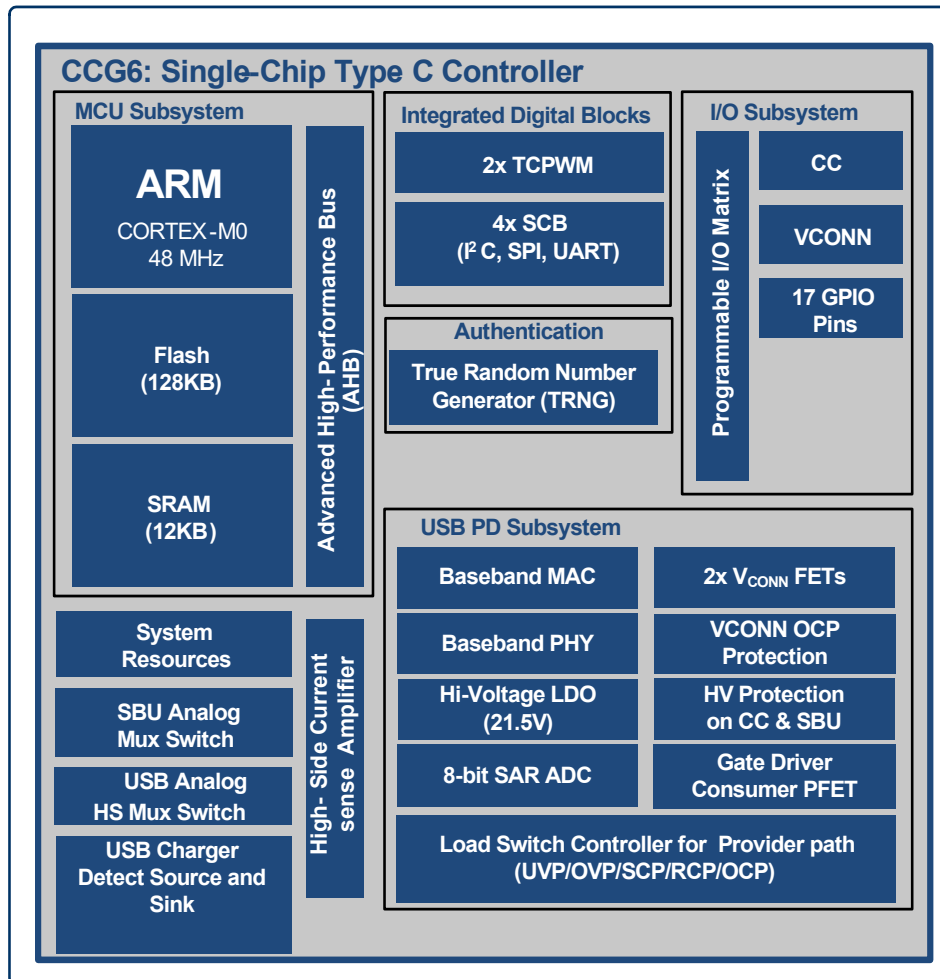 CCG6: Single-Chip Type C Controller
MCU Subsystem
ARM
CORTEX-M0
48 MHz
Flash
(128KB)
SRAM
(12KB)
Advanced High-Performance Bus
(AHB)
Integrated Digital Blocks
2x TCPWM
4x SCB
(I² C, SPI, UART)
Authentication
True Random Number
Generator (TRNG)
I/O Subsystem
Programmable I/O Matrix
CC
VCONN
17 GPIO
Pins
System
Resources
SBU Analog
Mux Switch
USB Analog
HS Mux Switch
USB Charger
Detect Source and
Sink
High- Side Current
sense Amplifier
USB PD Subsystem
Baseband MAC
2x VCONN FETs
Baseband PHY
VCONN OCP
Protection
Hi-Voltage LDO
(21.5V)
HV Protection
on CC & SBU
8-bit SAR ADC
Gate Driver
Consumer PFET
Load Switch Controller for Provider path
(UVP/OVP/SCP/RCP/OCP)